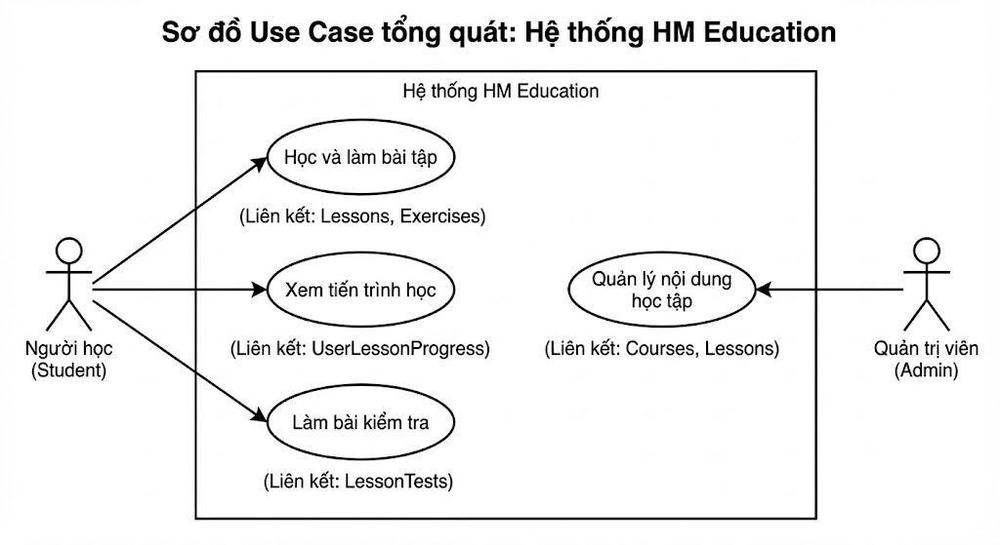 Sơ đồ Use Case tổng quát: Hệ thống HM Education
Hệ thống HM Education
Học và làm bài tập
(Liên kết: Lessons, Exercises)
Xem tiến trình học
(Liên kết: UserLessonProgress)
Làm bài kiểm tra
(Liên kết: LessonTests)
Quản lý nội dung
học tập
(Liên kết: Courses, Lessons)
Người học
(Student)
Quản trị viên
(Admin)